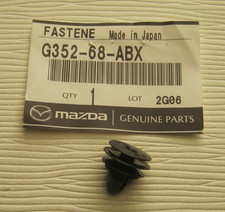 FASTENE Made in Japan
G352-68-ABX
mazda GENUINE PARTS
QTY 1 LOT 2G06